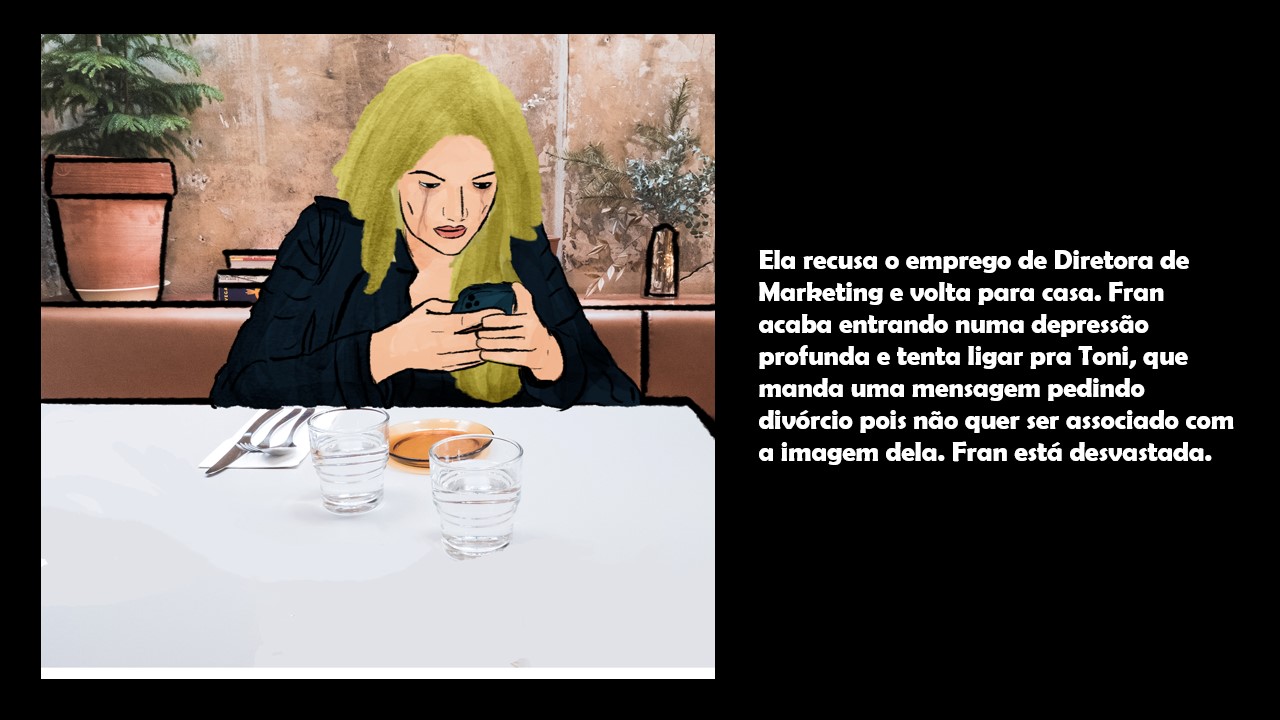 Ela recusa o emprego de Diretora de
Marketing e volta para casa. Fran
acaba entrando numa depressão
profunda e tenta ligar pra Toni, que
manda uma mensagem pedindo
divórcio pois não quer ser associado com
a imagem dela. Fran está desvastada.